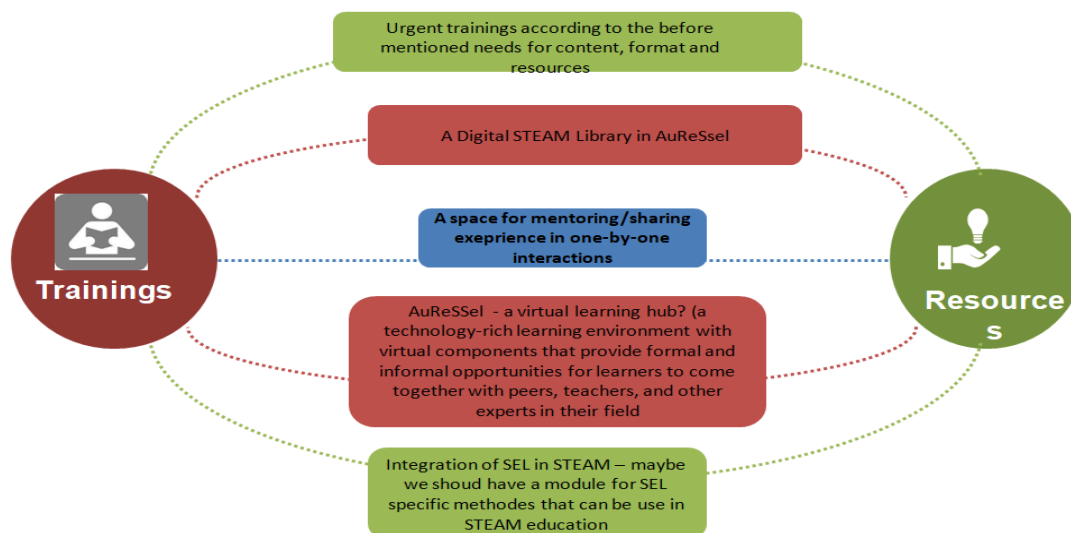 Urgent trainings according to the before
mentioned needs for content, format and
resources
A Digital STEAM Library in AuReSsel
A space for mentoring/sharing
exeprience in one-by-one
interactions
Trainings
Resource
s
AuReSSel - a virtual learning hub? (a
technology-rich learning environment with
virtual components that provide formal and
informal opportunities for learners to come
together with peers, teachers, and other
experts in their field
Integration of SEL in STEAM – maybe
we shoud have a module for SEL
specific methodes that can be use in
STEAM education